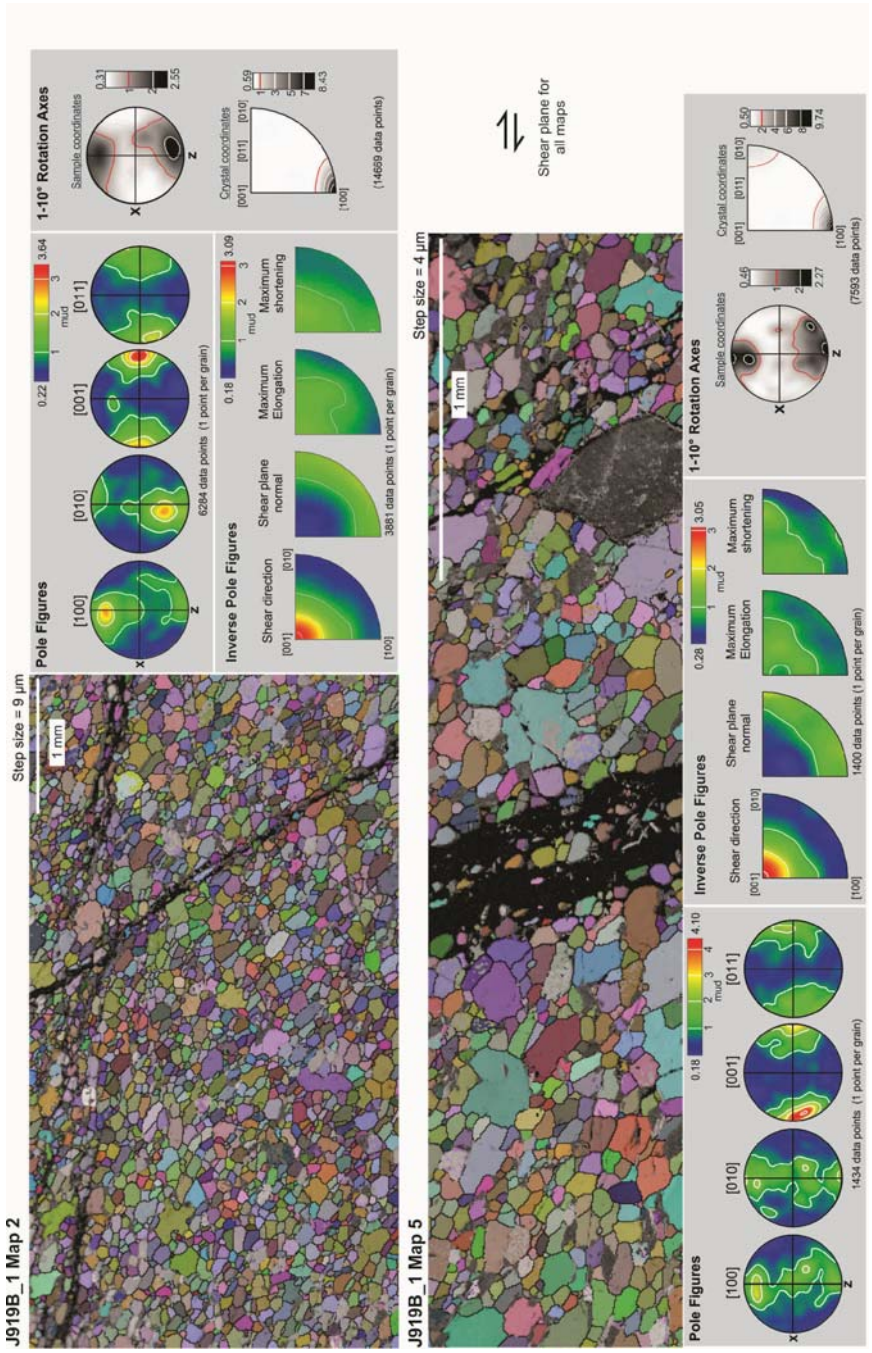 J919B_1 Map 2
Step size = 9 µm
1 mm
Pole Figures
0.22 3.64
1 2 3
mud
[100] [010] [001] [011]
X
Z
6284 data points (1 point per grain)
Inverse Pole Figures
0.18 3.09
1 2 3
mud
Shear direction
Shear plane normal
Maximum Elongation
Maximum shortening
[001] [010]
[100]
3881 data points (1 point per grain)
1-10° Rotation Axes
Sample coordinates
0.31
1
2
2.55
X
Z
Crystal coordinates
[001] [011] [010]
[100]
0.59
1
3
5
7
8.43
(14669 data points)
J919B_1 Map 5
Step size = 4 µm
1 mm
Shear plane for
all maps
Pole Figures
0.18 4.10
1 2 3 4
mud
[100] [010] [001] [011]
X
Z
1434 data points (1 point per grain)
Inverse Pole Figures
0.28 3.05
1 2 3
mud
Shear direction
Shear plane normal
Maximum Elongation
Maximum shortening
[001] [010]
[100]
1400 data points (1 point per grain)
1-10° Rotation Axes
Sample coordinates
0.46
1
2
2.27
X
Z
Crystal coordinates
[001] [011] [010]
[100]
0.50
2
4
6
8
9.74
(7593 data points)